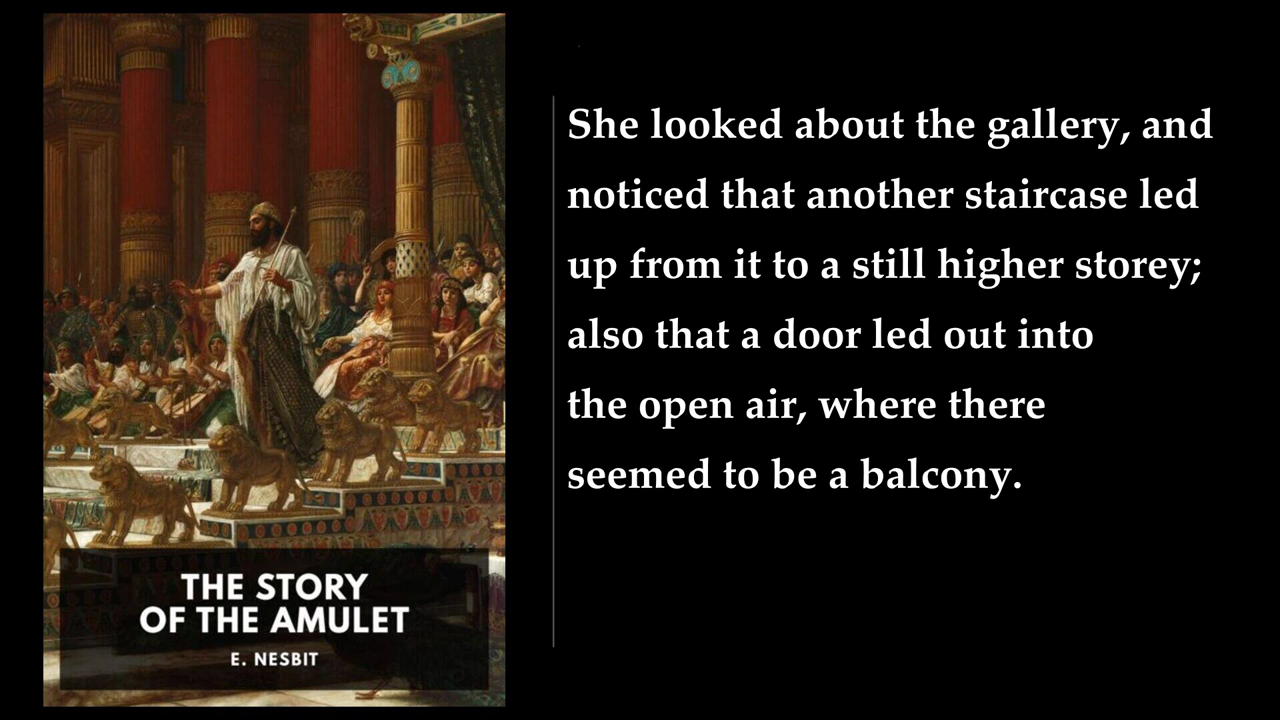 She looked about the gallery, and
noticed that another staircase led
up from it to a still higher storey;
also that a door led out into
the open air, where there
seemed to be a balcony.
THE STORY
OF THE AMULET
E. NESBIT